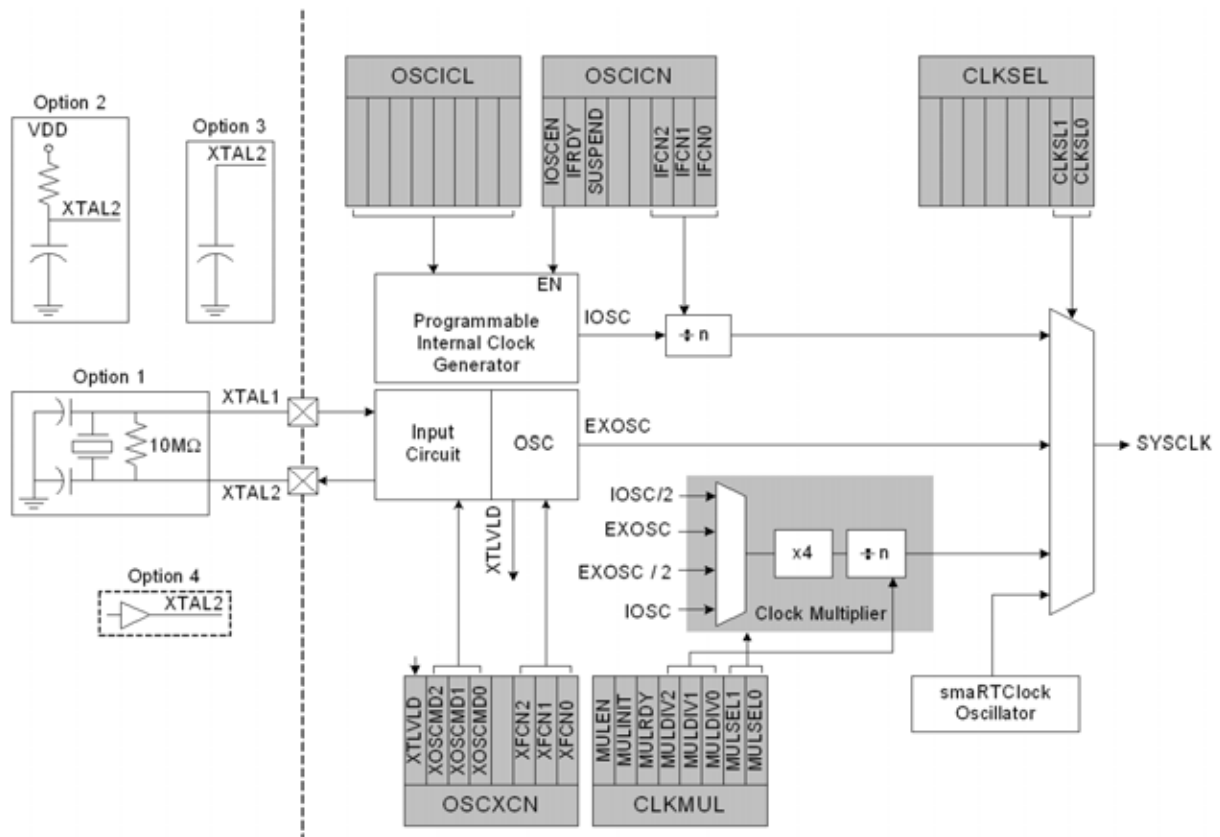 OSCICL
OSCICN
CLKSEL
IOSCEN
IFRDY
SUSPEND
IFCN2
IFCN1
IFCN0
CLKSL1
CLKSL0
Option 2
VDD
XTAL2
Option 3
XTAL2
EN
Programmable
Internal Clock
Generator
IOSC
÷ n
Option 1
10MΩ
XTAL1
XTAL2
Input
Circuit
OSC
EXOSC
SYSCLK
XTLVLD
IOSC/2
EXOSC
EXOSC / 2
IOSC
x4
÷ n
Clock Multiplier
Option 4
XTAL2
smaRTClock
Oscillator
XTLVLD
XOSCMD2
XOSCMD1
XOSCMD0
XFCN2
XFCN1
XFCN0
OSCXCN
MULEN
MULINIT
MULRDY
MULDIV2
MULDIV1
MULDIV0
MULSEL1
MULSEL0
CLKMUL